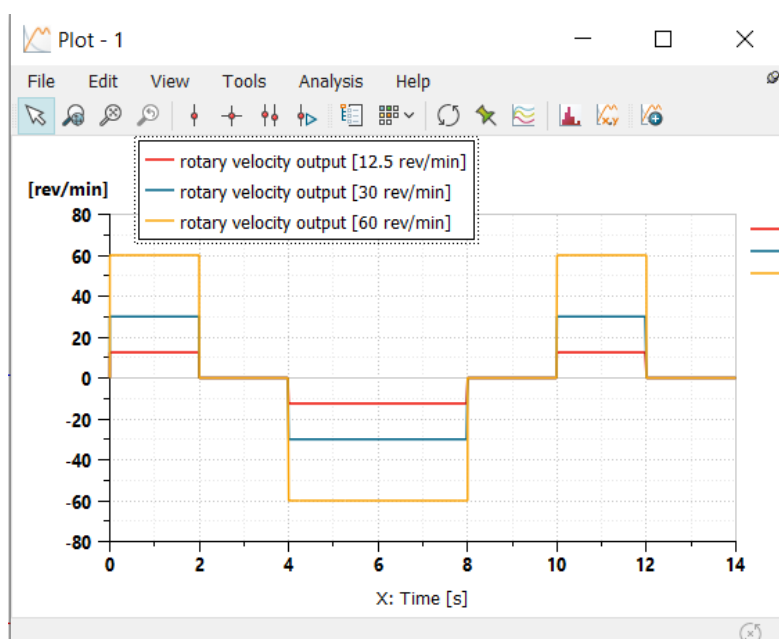 Plot - 1
File Edit View Tools Analysis Help
x,y
rotary velocity output [12.5 rev/min]
rotary velocity output [30 rev/min]
rotary velocity output [60 rev/min]
[rev/min]
80
60
40
20
0
-20
-40
-60
-80
0 2 4 6 8 10 12 14
X: Time [s]